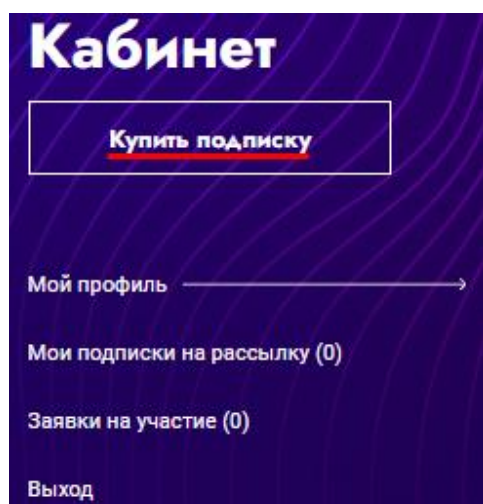 Кабинет
Купить подписку
Мой профиль
Мои подписки на рассылку (0)
Заявки на участие (0)
Выход